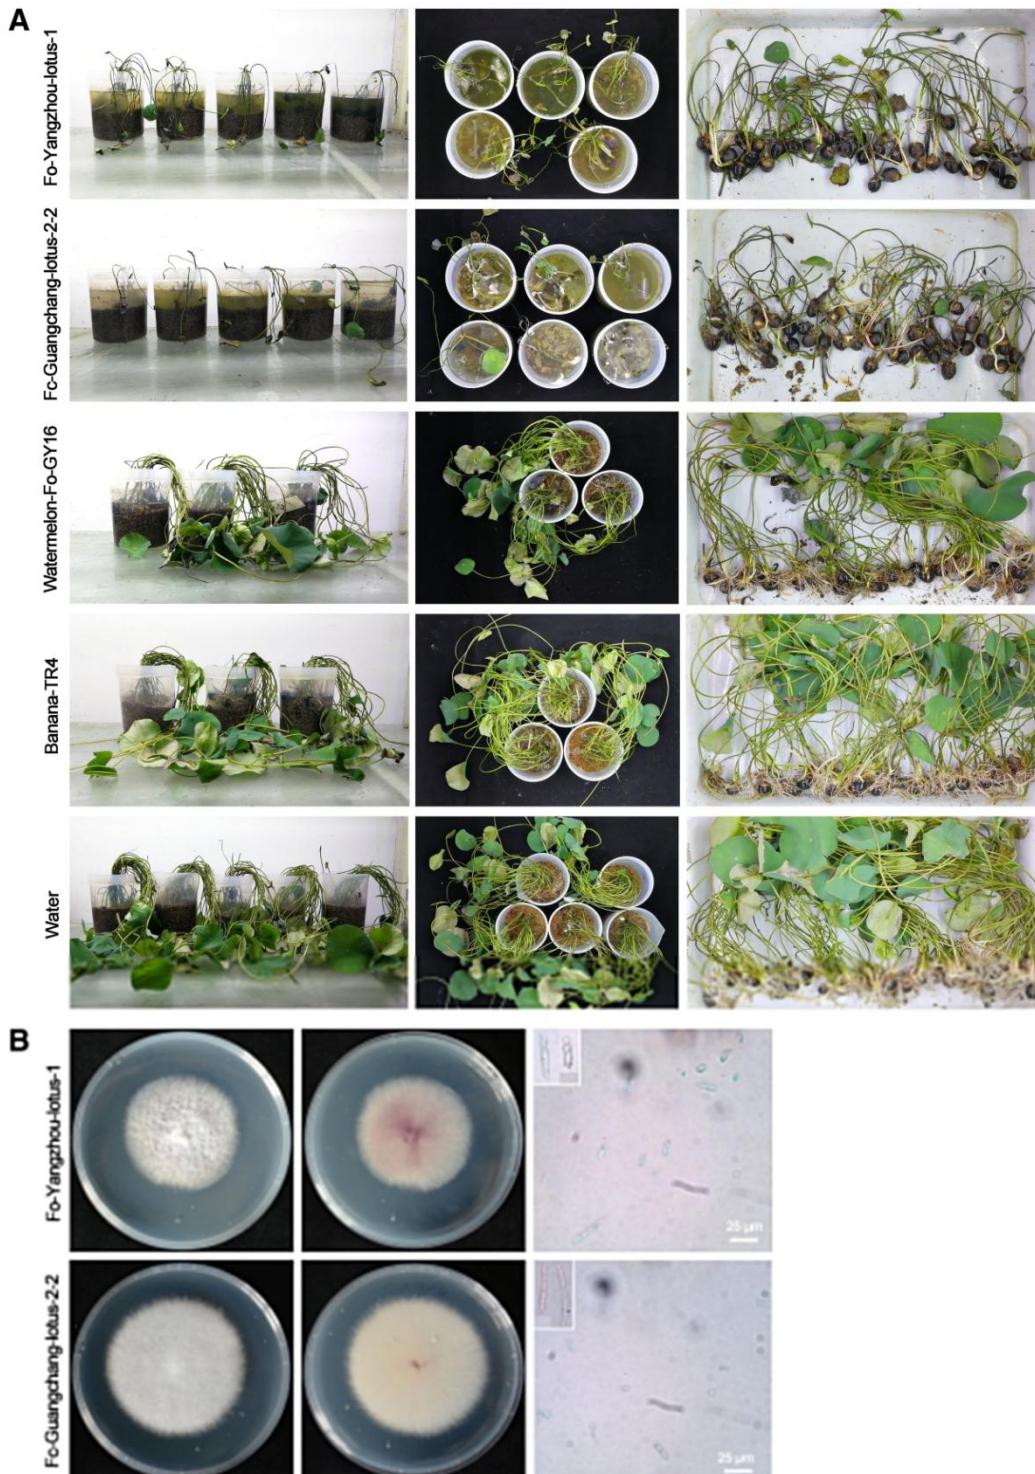 A
Fo-Yangzhou-lotus-1
Fc-Guangchang-lotus-2-2
Watermelon-Fo-GY16
Banana-TR4
Water
B
Fo-Yangzhou-lotus-1
25 µm
Fc-Guangchang-lotus-2-2
25 µm